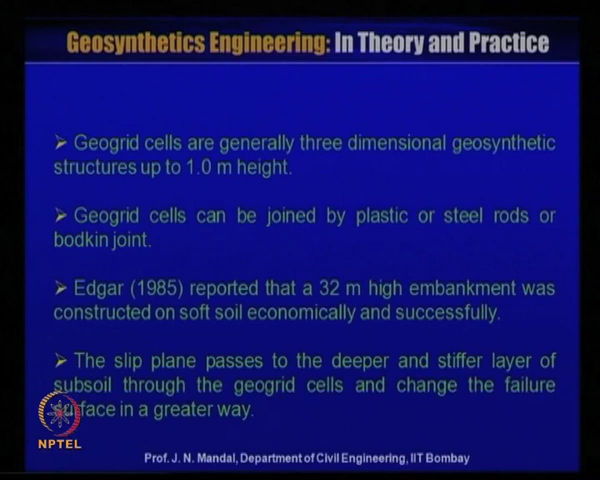 Geosynthetics Engineering: In Theory and Practice
➢ Geogrid cells are generally three dimensional geosynthetic
structures up to 1.0 m height.
➢ Geogrid cells can be joined by plastic or steel rods or
bodkin joint.
➢ Edgar (1985) reported that a 32 m high embankment was
constructed on soft soil economically and successfully.
➢ The slip plane passes to the deeper and stiffer layer of
subsoil through the geogrid cells and change the failure
surface in a greater way.
NPTEL
Prof. J. N. Mandal, Department of Civil Engineering, IIT Bombay